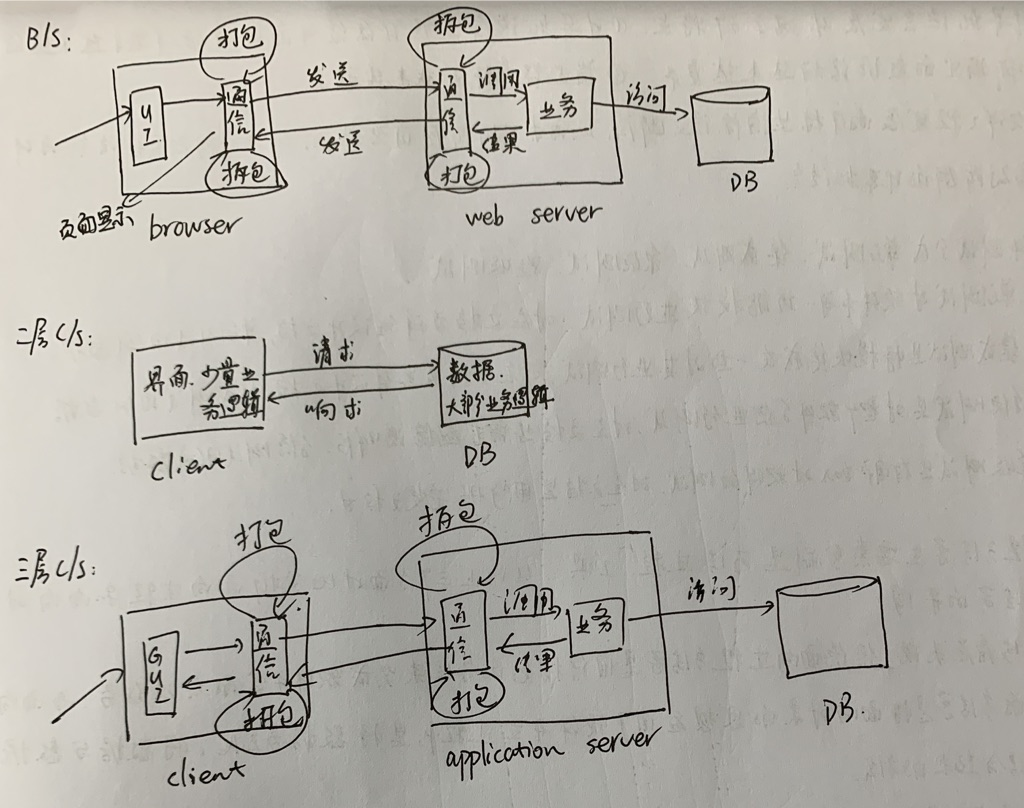 B/S:
打包
拆包
UI
通信
发送
发送
拆包
通信
调用
结果
打包
业务
访问
DB
页面显示
browser
web server
二层C/S:
界面.少量业
务逻辑
请求
响求
数据.
大部分业务逻辑
client
DB
三层C/S:
打包
拆包
GUI
通信
拆包
通信
调用
结果
打包
业务
访问
DB.
client
application server